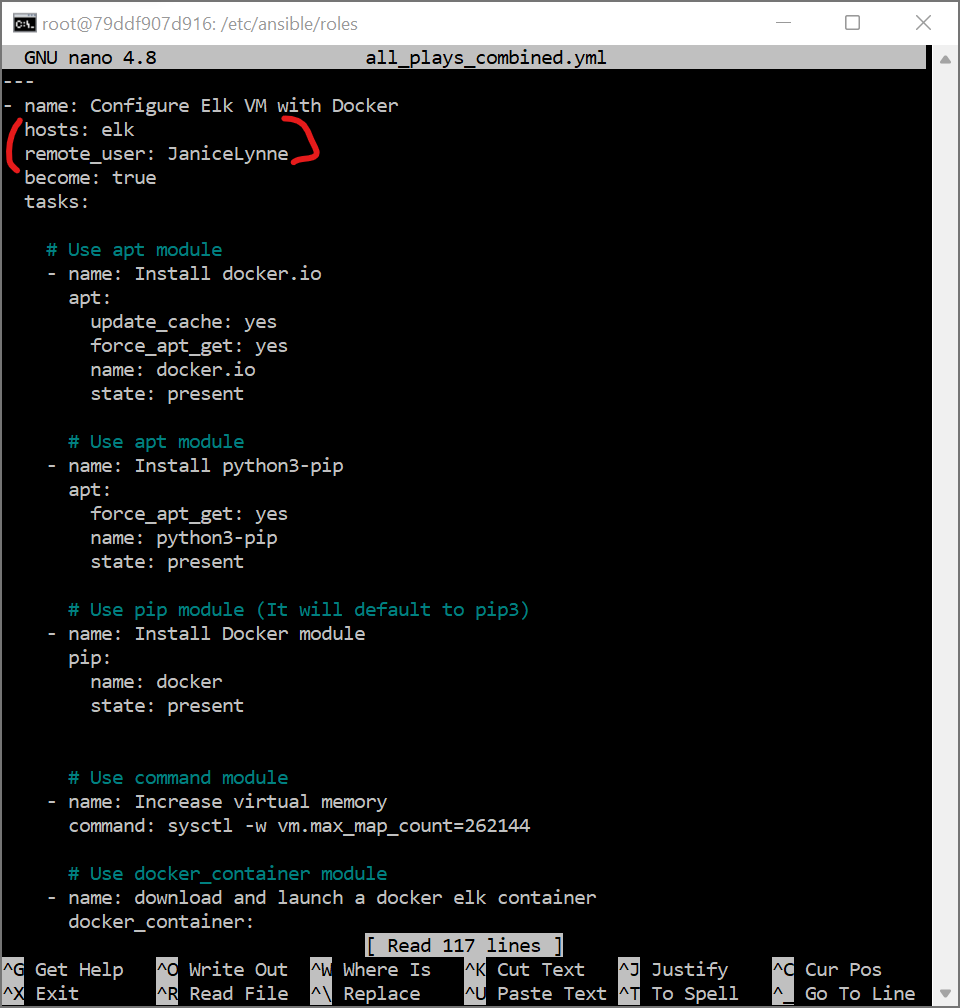 root@79ddf907d916: /etc/ansible/roles
GNU nano 4.8 all_plays_combined.yml
---
- name: Configure Elk VM with Docker
  hosts: elk
  remote_user: JaniceLynne
  become: true
  tasks:

    # Use apt module
    - name: Install docker.io
      apt:
        update_cache: yes
        force_apt_get: yes
        name: docker.io
        state: present

      # Use apt module
    - name: Install python3-pip
      apt:
        force_apt_get: yes
        name: python3-pip
        state: present

      # Use pip module (It will default to pip3)
    - name: Install Docker module
      pip:
        name: docker
        state: present


      # Use command module
    - name: Increase virtual memory
      command: sysctl -w vm.max_map_count=262144

      # Use docker_container module
    - name: download and launch a docker elk container
      docker_container:
[ Read 117 lines ]
^G Get Help ^O Write Out ^W Where Is ^K Cut Text ^J Justify ^C Cur Pos
^X Exit ^R Read File ^\ Replace ^U Paste Text ^T To Spell ^_ Go To Line